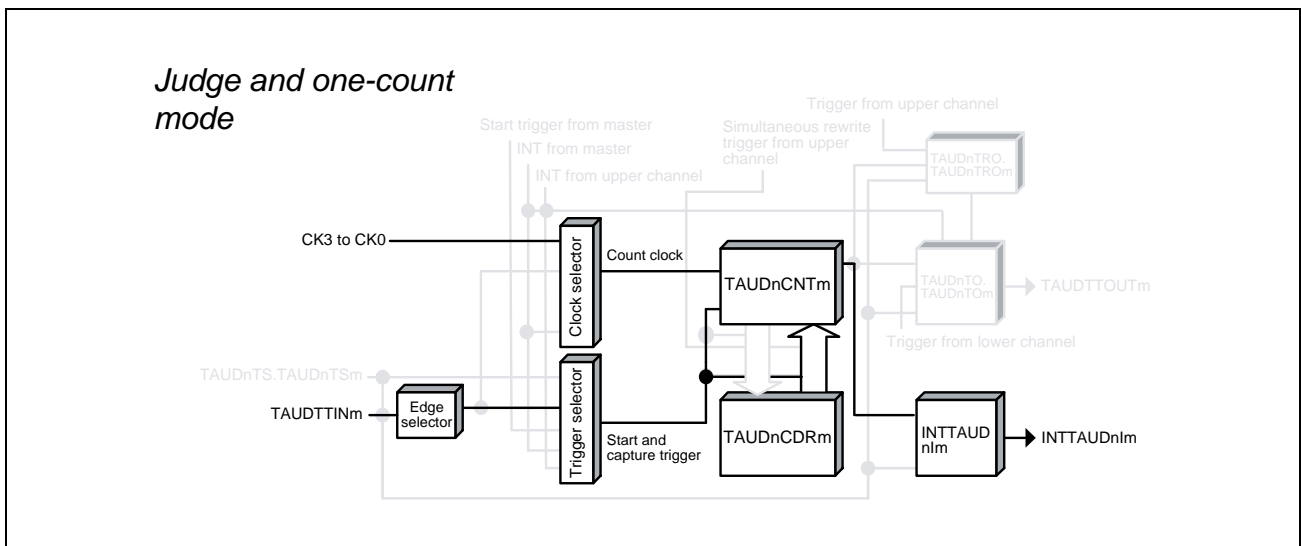 Judge and one-count
mode
Trigger from upper channel
Start trigger from master
Simultaneous rewrite
trigger from upper
channel
INT from master
INT from upper channel
TAUDnTRO.
TAUDnTROm
CK3 to CK0
Clock selector
Count clock
TAUDnCNTm
TAUDnTO.
TAUDnTOm
TAUDTTOUTm
Trigger from lower channel
TAUDnTS.TAUDnTSm
TAUDTTINm
Edge
selector
Trigger selector
Start and
capture trigger
TAUDnCDRm
INTTAUD
nIm
INTTAUDnIm